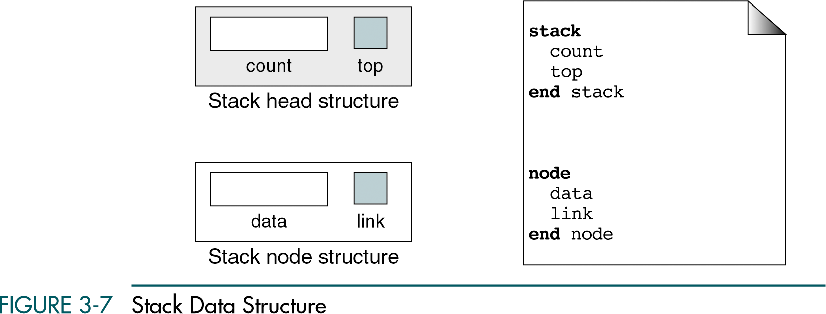 count top
Stack head structure
data link
Stack node structure
stack
count
top
end stack
node
data
link
end node
FIGURE 3-7 Stack Data Structure